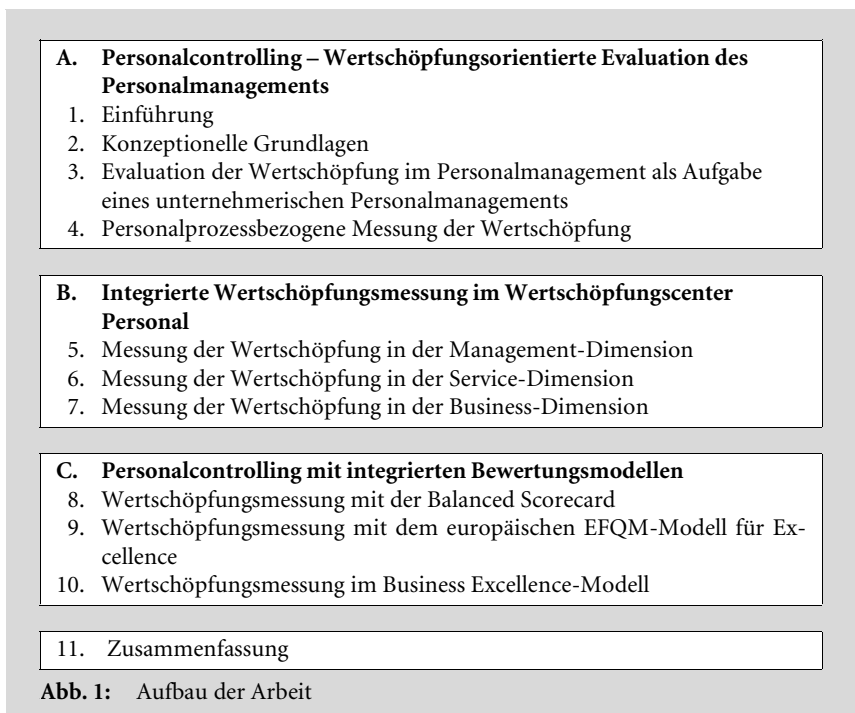 A. Personalcontrolling – Wertschöpfungsorientierte Evaluation des
Personalmanagements
1. Einführung
2. Konzeptionelle Grundlagen
3. Evaluation der Wertschöpfung im Personalmanagement als Aufgabe
eines unternehmerischen Personalmanagements
4. Personalprozessbezogene Messung der Wertschöpfung
B. Integrierte Wertschöpfungsmessung im Wertschöpfungscenter
Personal
5. Messung der Wertschöpfung in der Management-Dimension
6. Messung der Wertschöpfung in der Service-Dimension
7. Messung der Wertschöpfung in der Business-Dimension
C. Personalcontrolling mit integrierten Bewertungsmodellen
8. Wertschöpfungsmessung mit der Balanced Scorecard
9. Wertschöpfungsmessung mit dem europäischen EFQM-Modell für Ex-
cellence
10. Wertschöpfungsmessung im Business Excellence-Modell
11. Zusammenfassung
Abb. 1: Aufbau der Arbeit